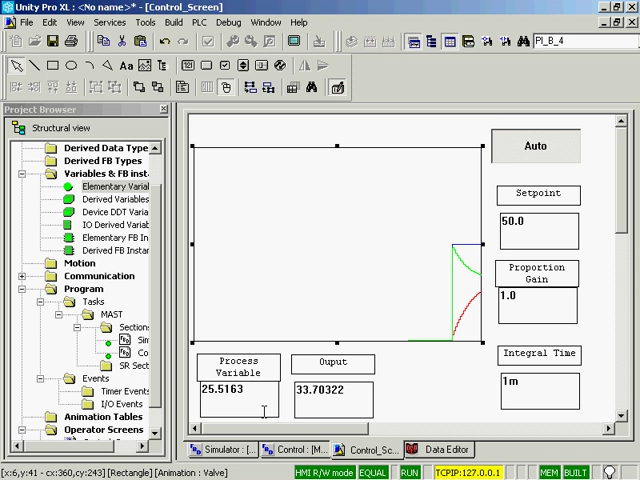 Unity Pro XL : <No name>* - [Control_Screen]
File Edit View Services Tools Build PLC Debug Window Help
PI_B_4
Aa
Project Browser
Structural view
Derived Data Type
Derived FB Types
Variables & FB inst
Elementary Varial
Derived Variables
Device DDT Varia
IO Derived Variab
Elementary FB In
Derived FB Instar
Motion
Communication
Program
Tasks
MAST
Sections
Sim
Co
SR Sect
Events
Timer Events
I/O Events
Animation Tables
Operator Screens
Auto
Setpoint
50.0
Proportion
Gain
1.0
Integral Time
1m
Process
Variable
25.5163
Ouput
33.70322
Simulator : [... Control : [M... Control_Sc... Data Editor
[x:6,y:41 - cx:360,cy:243] [Rectangle] [Animation : Valve] HMI R/W mode EQUAL RUN TCPIP:127.0.0.1 MEM BUILT